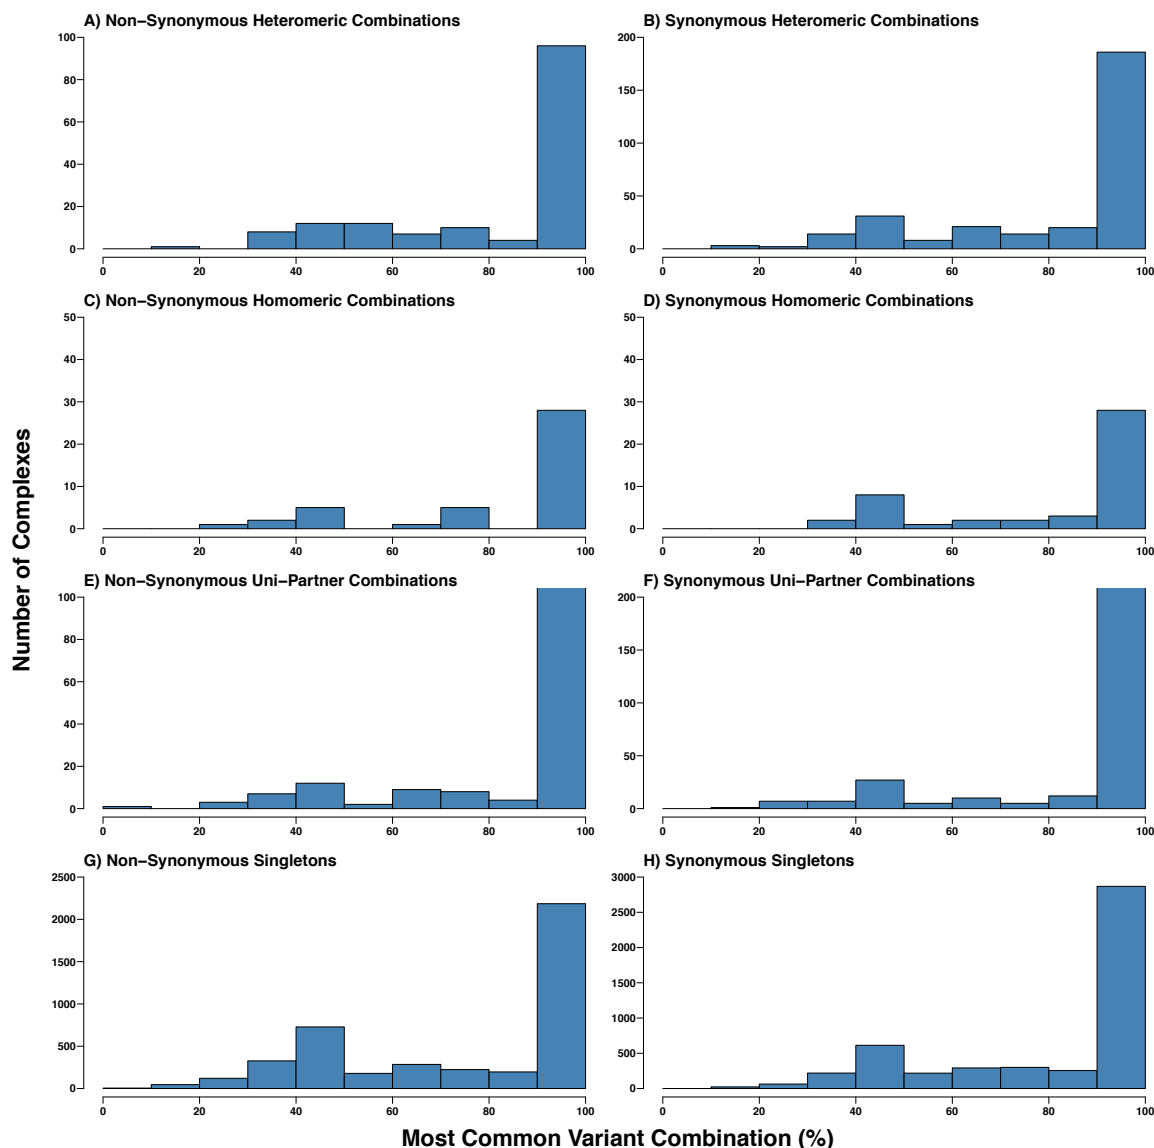 A) Non−Synonymous Heteromeric Combinations
100
80
60
40
20
0
0 20 40 60 80 100
B) Synonymous Heteromeric Combinations
200
150
100
50
0
0 20 40 60 80 100
C) Non−Synonymous Homomeric Combinations
50
40
30
20
10
0
0 20 40 60 80 100
D) Synonymous Homomeric Combinations
50
40
30
20
10
0
0 20 40 60 80 100
Number of Complexes
E) Non−Synonymous Uni−Partner Combinations
100
80
60
40
20
0
0 20 40 60 80 100
F) Synonymous Uni−Partner Combinations
200
150
100
50
0
0 20 40 60 80 100
G) Non−Synonymous Singletons
2500
2000
1500
1000
500
0
0 20 40 60 80 100
H) Synonymous Singletons
3000
2500
2000
1500
1000
500
0
0 20 40 60 80 100
Most Common Variant Combination (%)